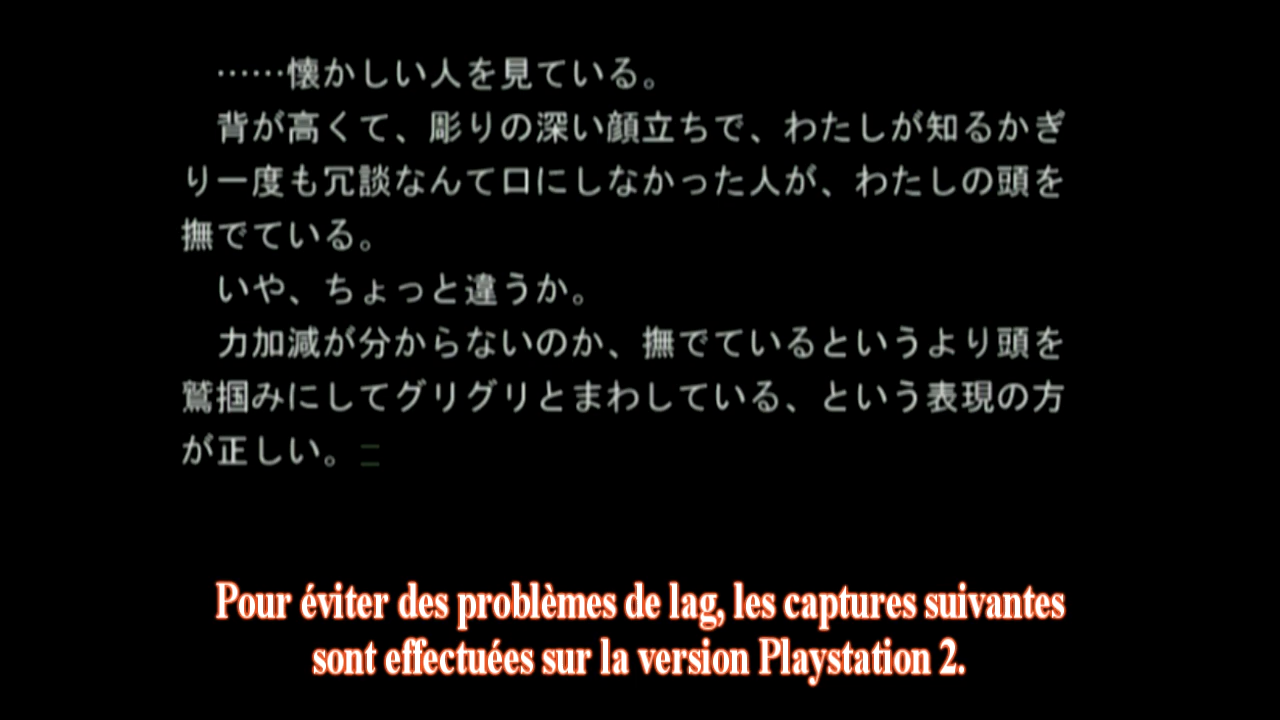 ……懐かしい人を見ている。
背が高くて、彫りの深い顔立ちで、わたしが知るかぎ
り一度も冗談なんて口にしなかった人が、わたしの頭を
撫でている。
いや、ちょっと違うか。
力加減が分からないのか、撫でているというより頭を
鷲掴みにしてグリグリとまわしている、という表現の方
が正しい。
Pour éviter des problèmes de lag, les captures suivantes
sont effectuées sur la version Playstation 2.